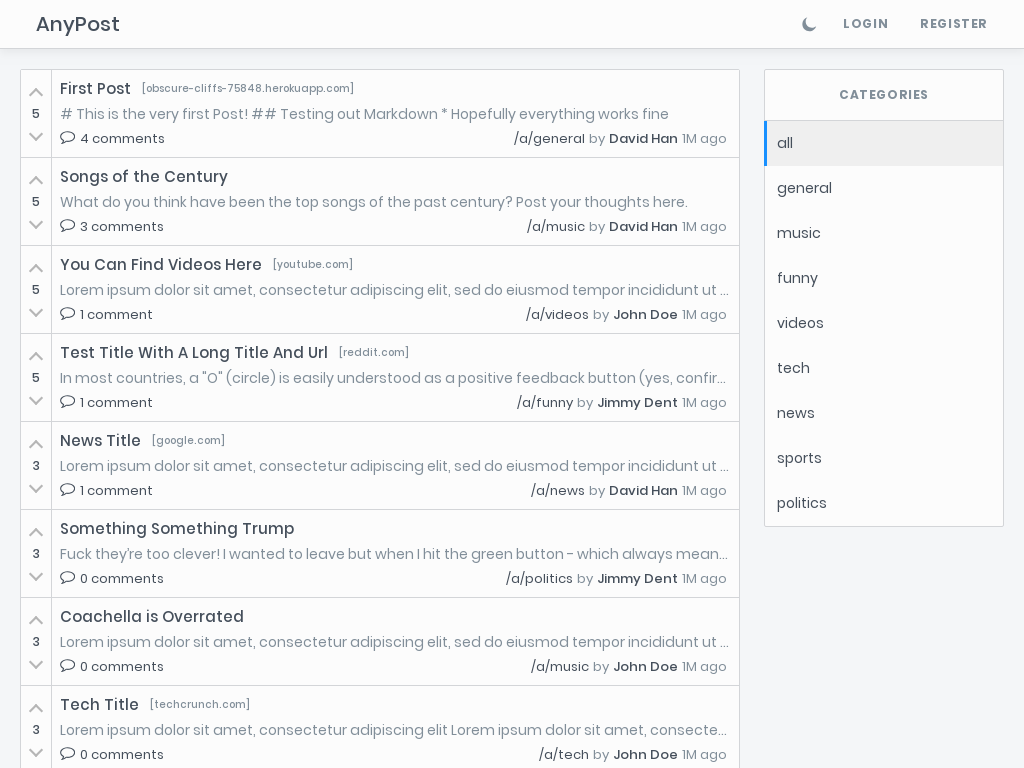 AnyPost
LOGIN
REGISTER
First Post [obscure-cliffs-75848.herokuapp.com]
5
# This is the very first Post! ## Testing out Markdown * Hopefully everything works fine
4 comments
/a/general by David Han 1M ago
Songs of the Century
5
What do you think have been the top songs of the past century? Post your thoughts here.
3 comments
/a/music by David Han 1M ago
You Can Find Videos Here [youtube.com]
5
Lorem ipsum dolor sit amet, consectetur adipiscing elit, sed do eiusmod tempor incididunt ut ...
1 comment
/a/videos by John Doe 1M ago
Test Title With A Long Title And Url [reddit.com]
5
In most countries, a "O" (circle) is easily understood as a positive feedback button (yes, confir...
1 comment
/a/funny by Jimmy Dent 1M ago
News Title [google.com]
3
Lorem ipsum dolor sit amet, consectetur adipiscing elit, sed do eiusmod tempor incididunt ut ...
1 comment
/a/news by David Han 1M ago
Something Something Trump
3
Fuck they're too clever! I wanted to leave but when I hit the green button - which always mean...
0 comments
/a/politics by Jimmy Dent 1M ago
Coachella is Overrated
3
Lorem ipsum dolor sit amet, consectetur adipiscing elit, sed do eiusmod tempor incididunt ut ...
0 comments
/a/music by John Doe 1M ago
Tech Title [techcrunch.com]
3
Lorem ipsum dolor sit amet, consectetur adipiscing elit Lorem ipsum dolor sit amet, consecte...
0 comments
/a/tech by John Doe 1M ago
CATEGORIES
all
general
music
funny
videos
tech
news
sports
politics